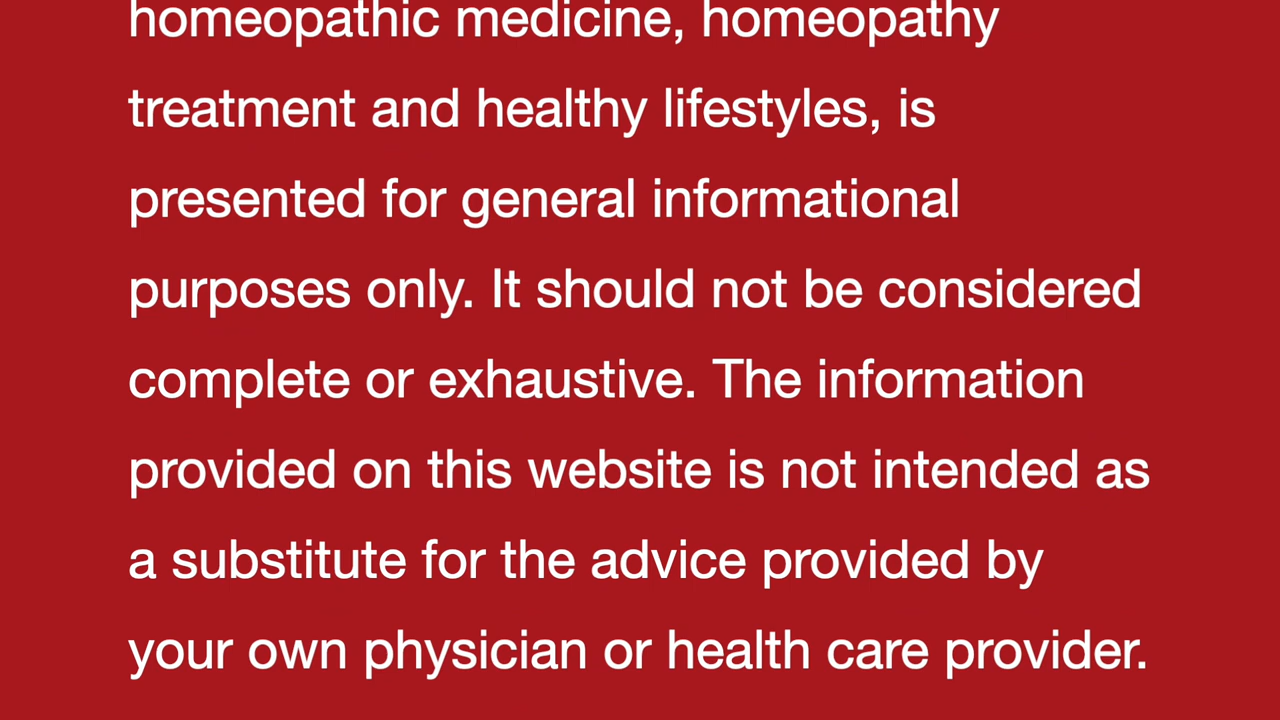 homeopathic medicine, homeopathy
treatment and healthy lifestyles, is
presented for general informational
purposes only. It should not be considered
complete or exhaustive. The information
provided on this website is not intended as
a substitute for the advice provided by
your own physician or health care provider.